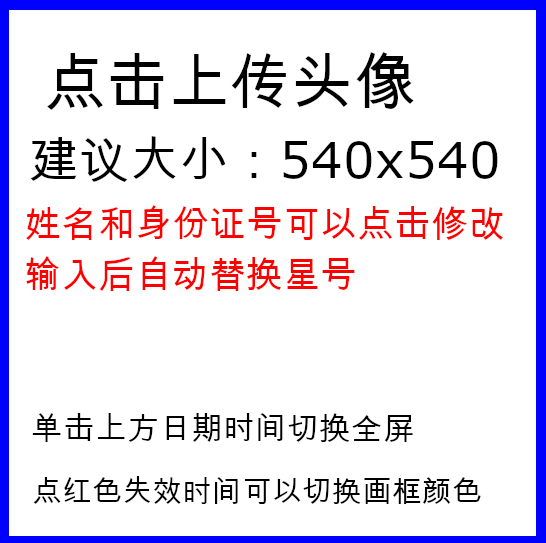 点击上传头像
建议大小：540x540
姓名和身份证号可以点击修改
输入后自动替换星号
单击上方日期时间切换全屏
点红色失效时间可以切换画框颜色